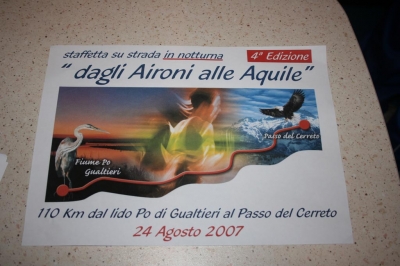 staffetta su strada in notturna
4ª Edizione
"dagli Aironi alle Aquile"
Passo del Cerreto
Fiume Po
Gualtieri
110 Km dal lido Po di Gualtieri al Passo del Cerreto
24 Agosto 2007